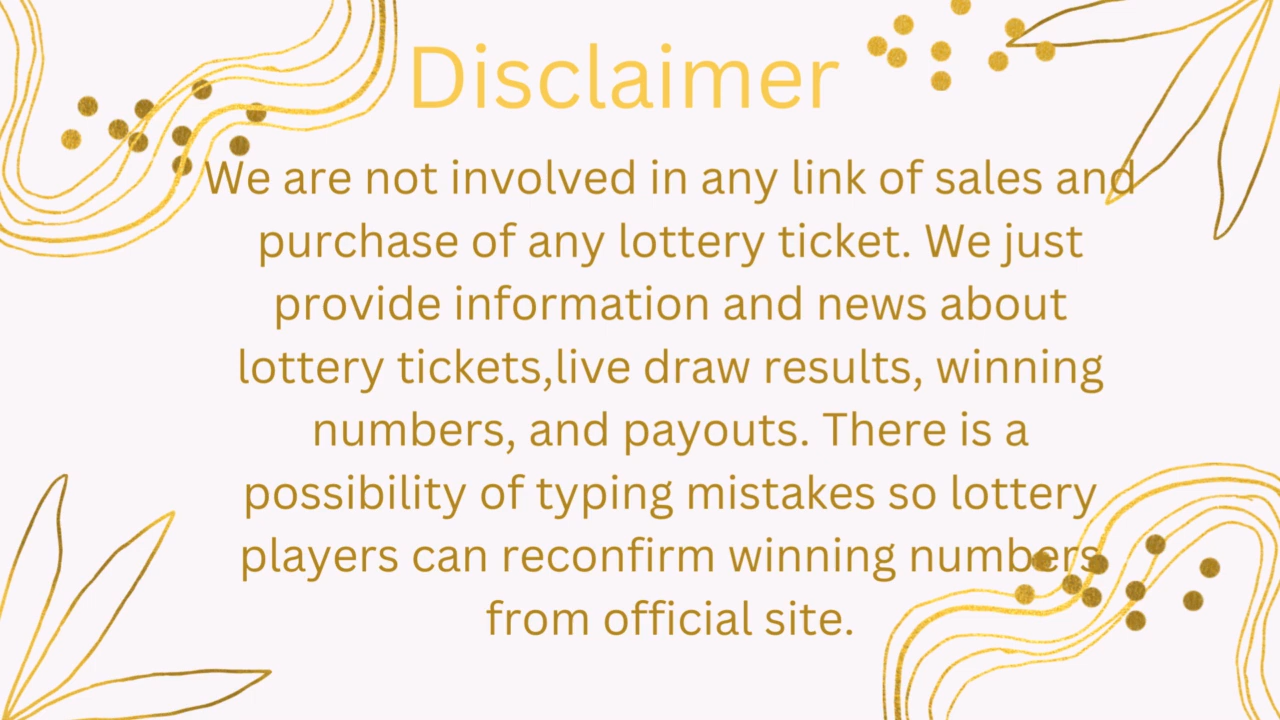 Disclaimer
We are not involved in any link of sales and
purchase of any lottery ticket. We just
provide information and news about
lottery tickets,live draw results, winning
numbers, and payouts. There is a
possibility of typing mistakes so lottery
players can reconfirm winning numbers
from official site.